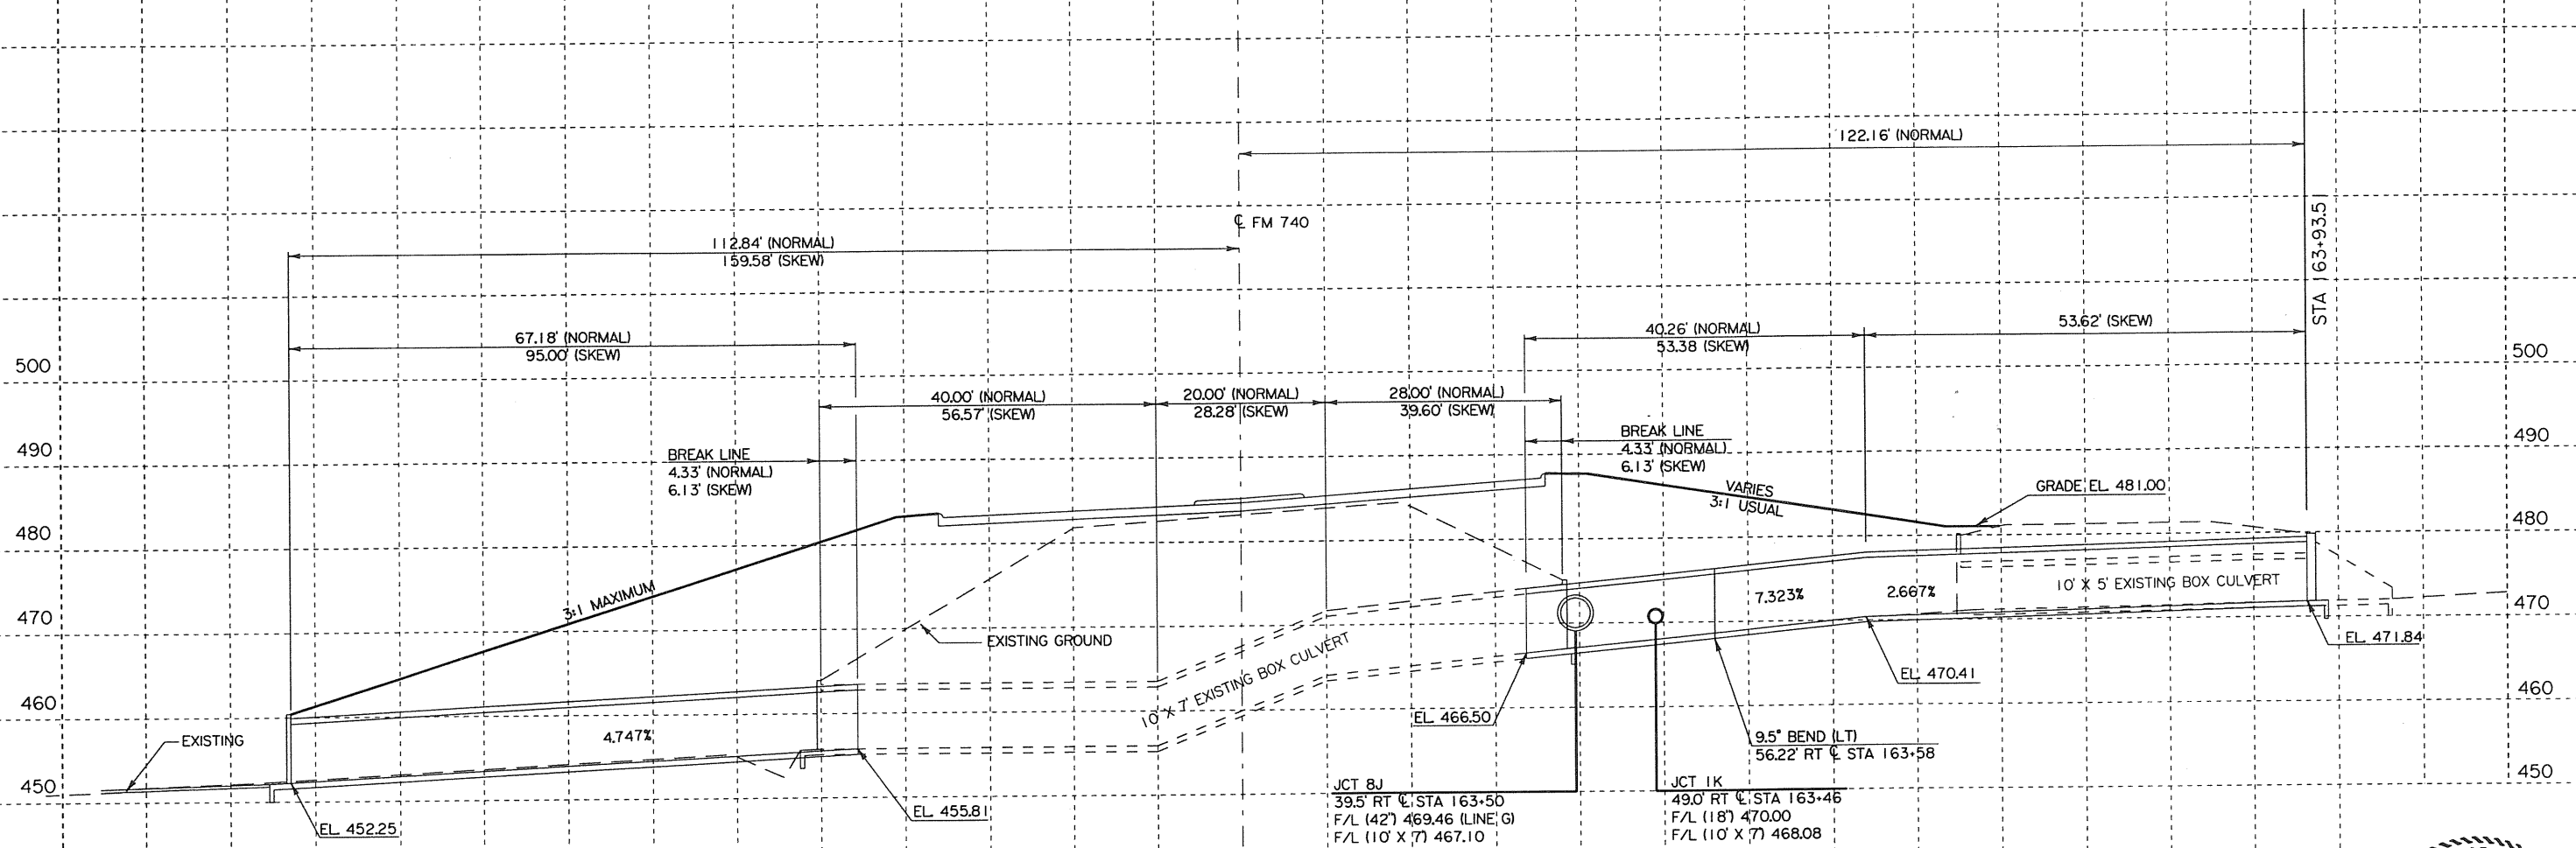 122.16' (NORMAL)
℄ FM 740
STA 163+93.51
112.84' (NORMAL)
159.58' (SKEW)
67.18' (NORMAL)
95.00' (SKEW)
40.26' (NORMAL)
53.38 (SKEW)
53.62' (SKEW)
500
500
40.00' (NORMAL)
56.57' (SKEW)
20.00' (NORMAL)
28.28' (SKEW)
28.00' (NORMAL)
39.60' (SKEW)
490
490
BREAK LINE
4.33' (NORMAL)
6.13' (SKEW)
BREAK LINE
4.33' (NORMAL)
6.13' (SKEW)
VARIES
3:1 USUAL
GRADE EL. 481.00
480
480
3:1 MAXIMUM
7.323%
2.667%
10' X 5' EXISTING BOX CULVERT
470
470
EXISTING GROUND
10' X 7' EXISTING BOX CULVERT
EL. 471.84
EL. 470.41
460
460
EL. 466.50
EXISTING
4.747%
9.5° BEND (LT)
56.22' RT ℄ STA 163+58
450
450
EL. 452.25
EL. 455.81
JCT 8J
39.5' RT ℄ STA 163+50
F/L (42") 469.46 (LINE G)
F/L (10' X 7') 467.10
JCT 1K
49.0' RT ℄ STA 163+46
F/L (18") 470.00
F/L (10' X 7') 468.08